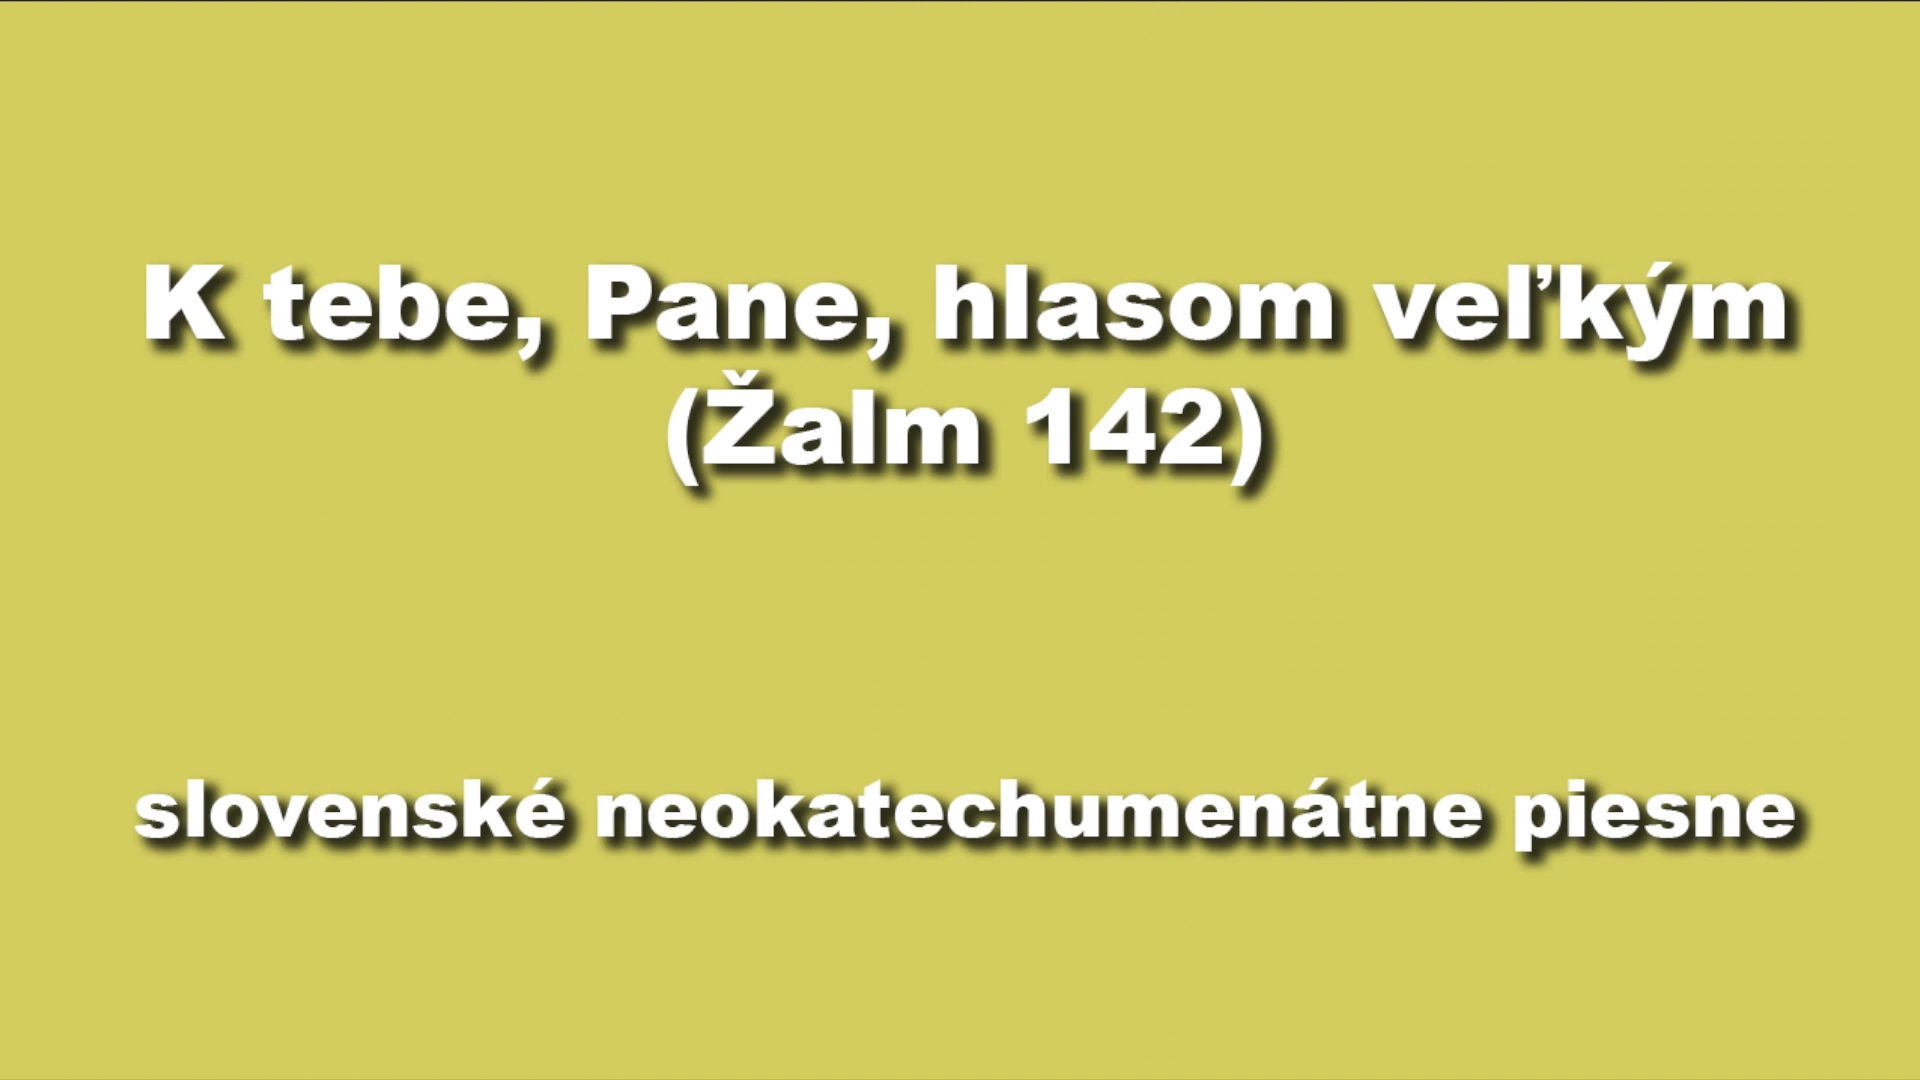 K tebe, Pane, hlasom veľkým
(Žalm 142)
slovenské neokatechumenátne piesne